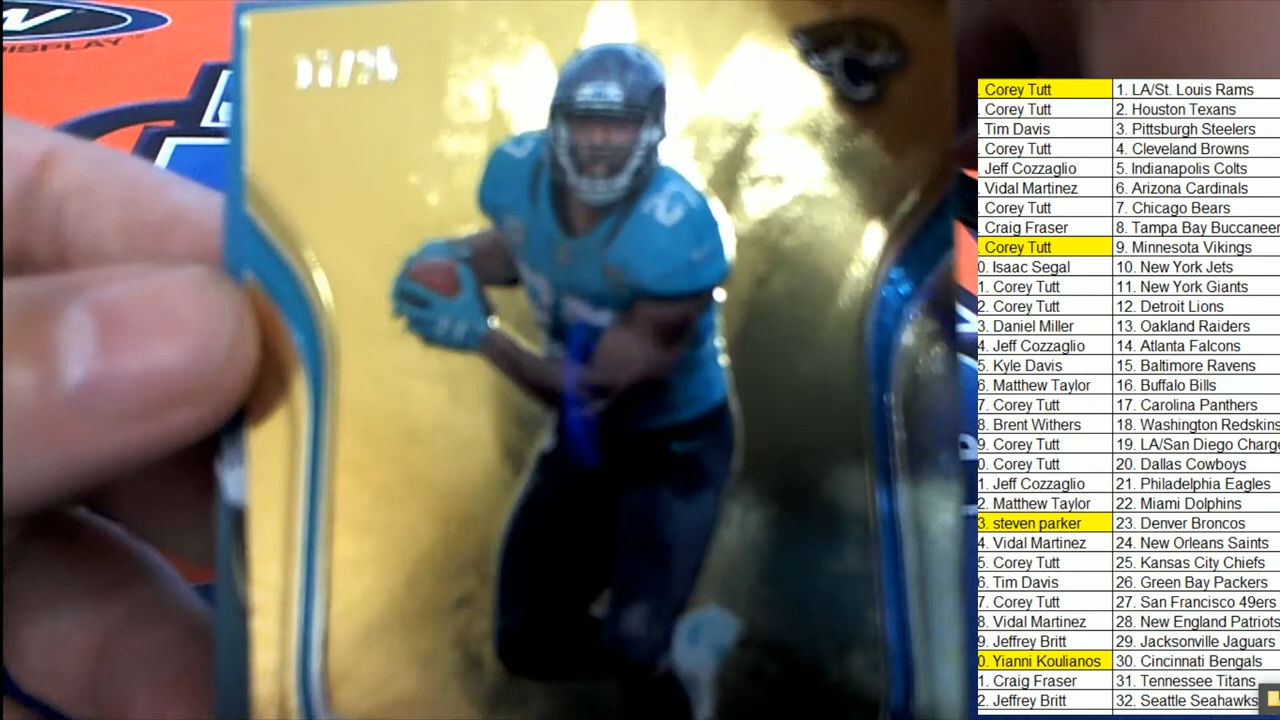 DISPLAY™
. Corey Tutt 1. LA/St. Louis Rams
Corey Tutt 2. Houston Texans
Tim Davis 3. Pittsburgh Steelers
. Corey Tutt 4. Cleveland Browns
Jeff Cozzaglio 5. Indianapolis Colts
. Vidal Martinez 6. Arizona Cardinals
. Corey Tutt 7. Chicago Bears
. Craig Fraser 8. Tampa Bay Buccaneer
. Corey Tutt 9. Minnesota Vikings
0. Isaac Segal 10. New York Jets
1. Corey Tutt 11. New York Giants
2. Corey Tutt 12. Detroit Lions
3. Daniel Miller 13. Oakland Raiders
4. Jeff Cozzaglio 14. Atlanta Falcons
5. Kyle Davis 15. Baltimore Ravens
6. Matthew Taylor 16. Buffalo Bills
7. Corey Tutt 17. Carolina Panthers
8. Brent Withers 18. Washington Redskins
9. Corey Tutt 19. LA/San Diego Charge
0. Corey Tutt 20. Dallas Cowboys
1. Jeff Cozzaglio 21. Philadelphia Eagles
2. Matthew Taylor 22. Miami Dolphins
3. steven parker 23. Denver Broncos
4. Vidal Martinez 24. New Orleans Saints
5. Corey Tutt 25. Kansas City Chiefs
6. Tim Davis 26. Green Bay Packers
7. Corey Tutt 27. San Francisco 49ers
8. Vidal Martinez 28. New England Patriots
9. Jeffrey Britt 29. Jacksonville Jaguars
0. Yianni Koulianos 30. Cincinnati Bengals
1. Craig Fraser 31. Tennessee Titans
2. Jeffrey Britt 32. Seattle Seahawks